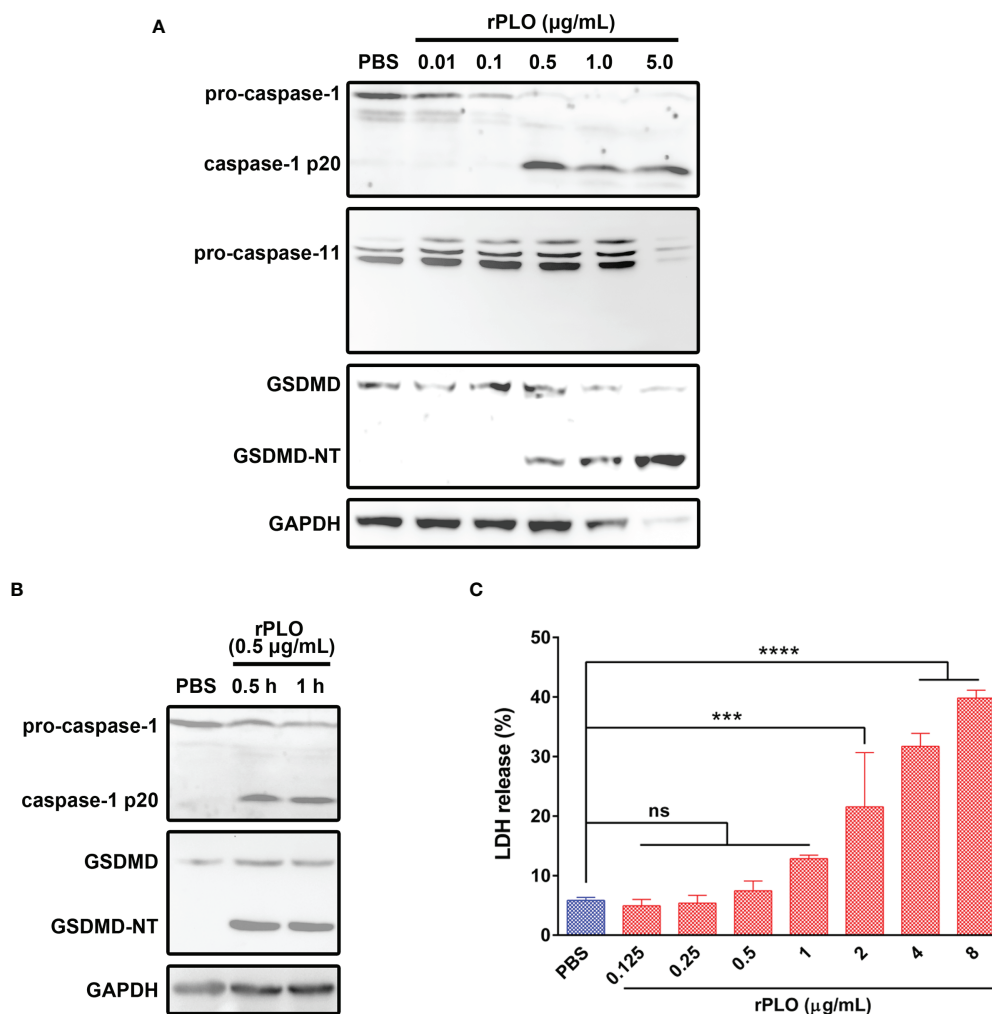 A
rPLO (µg/mL)
PBS 0.01 0.1 0.5 1.0 5.0
pro-caspase-1
caspase-1 p20
pro-caspase-11
GSDMD
GSDMD-NT
GAPDH
B
rPLO
(0.5 µg/mL)
PBS 0.5 h 1 h
pro-caspase-1
caspase-1 p20
GSDMD
GSDMD-NT
GAPDH
C
LDH release (%)
50
40
30
20
10
0
****
***
ns
PBS 0.125 0.25 0.5 1 2 4 8
rPLO (µg/mL)